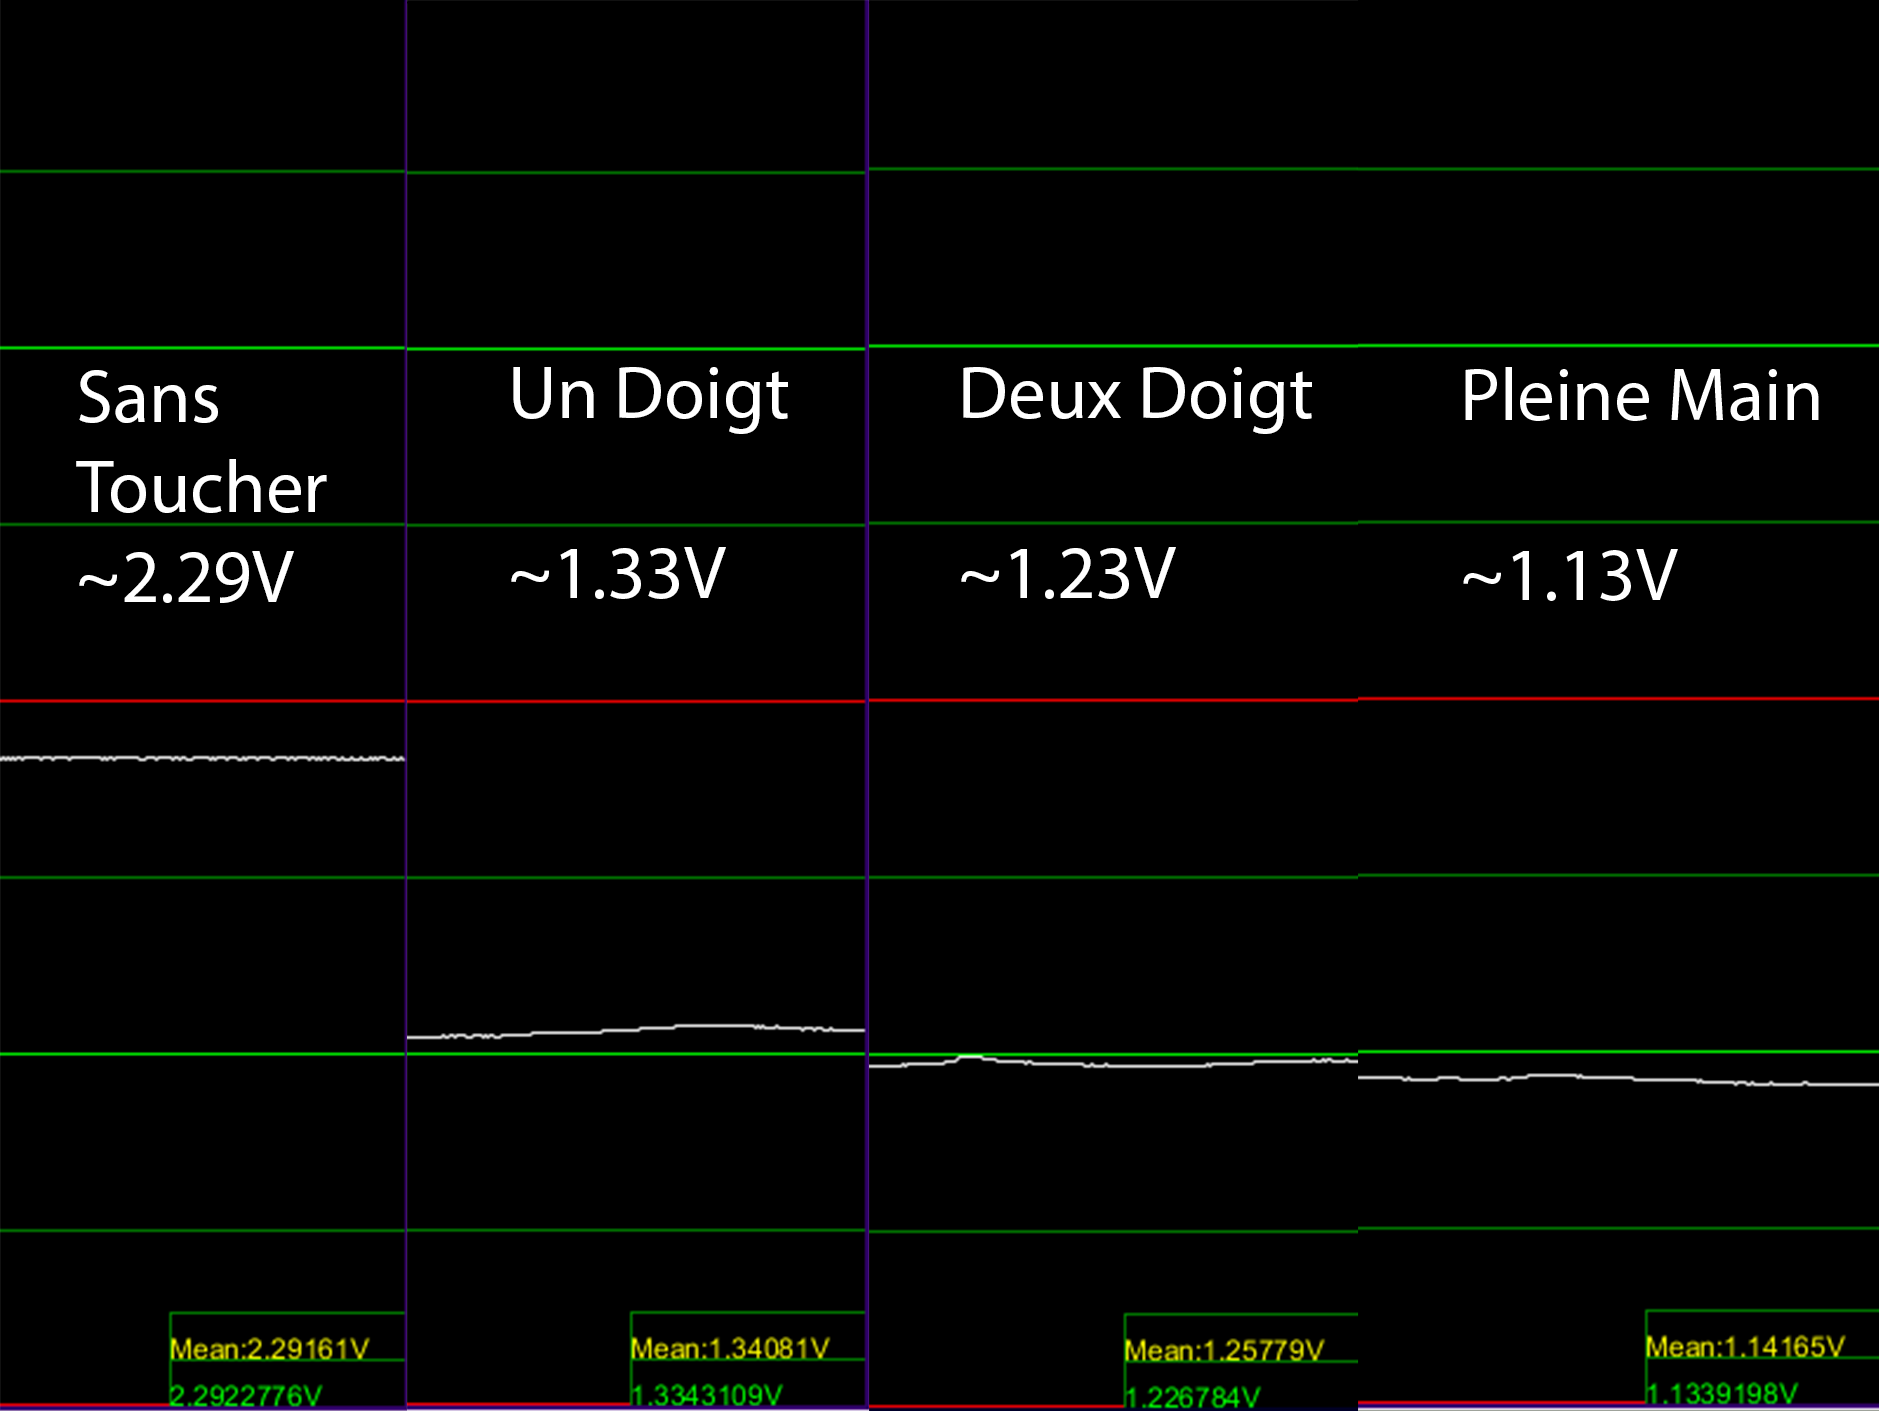 Sans
Toucher
~2.29V
Un Doigt
~1.33V
Deux Doigt
~1.23V
Pleine Main
~1.13V
Mean:2.29161V
2.2922776V
Mean:1.34081V
1.3343109V
Mean:1.25779V
1.226784V
Mean:1.14165V
1.1339198V